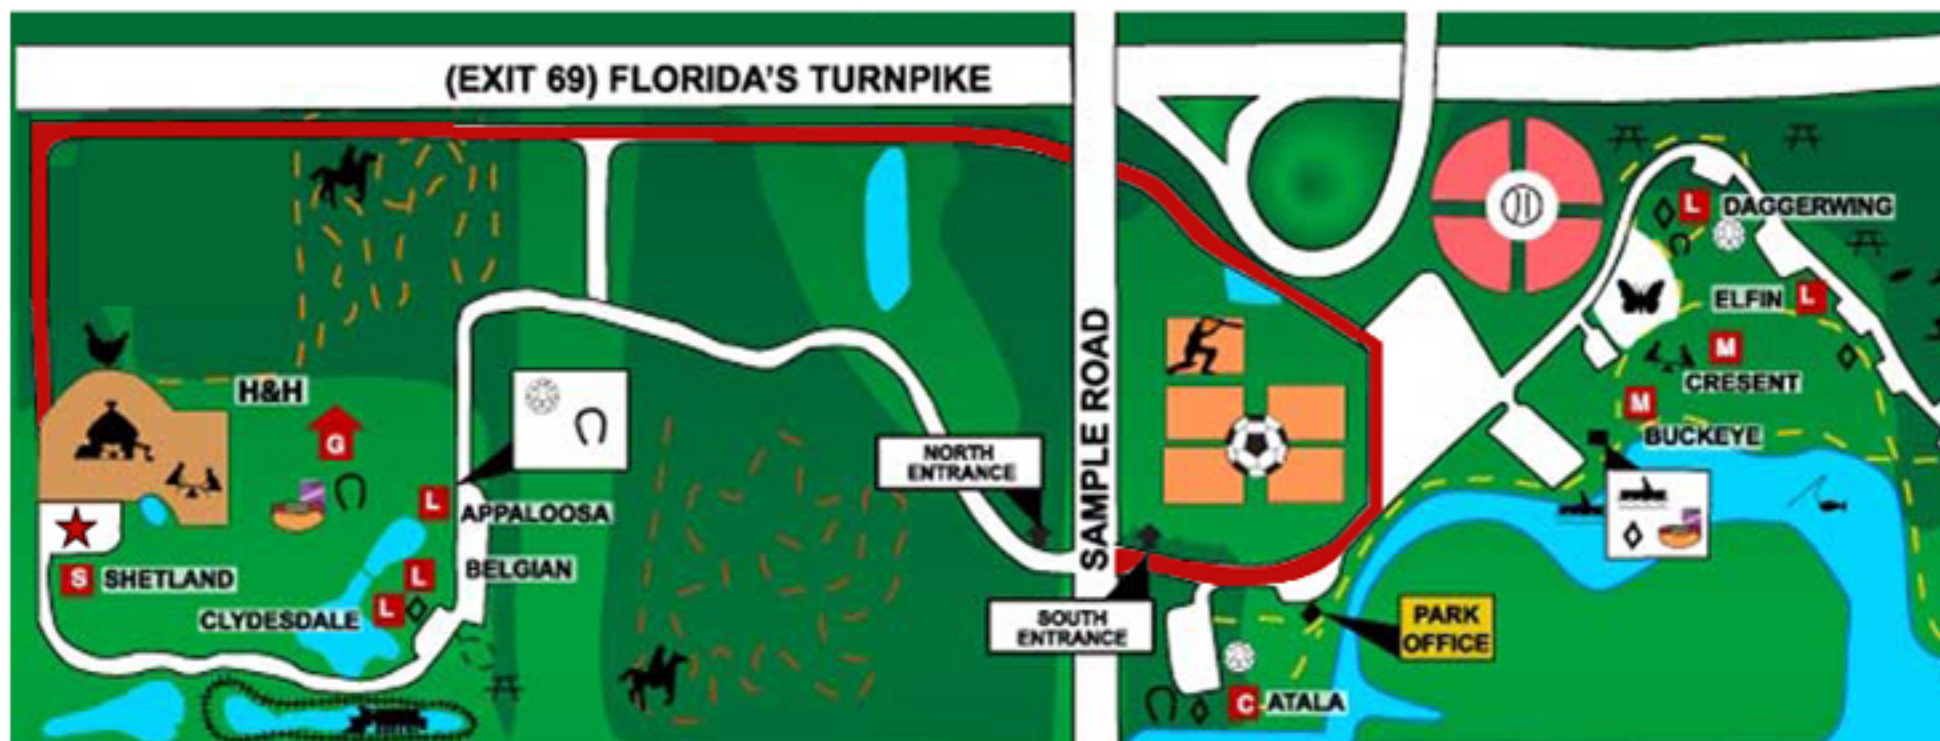 (EXIT 69) FLORIDA'S TURNPIKE
SAMPLE ROAD
L DAGGERWING
ELFIN L
M
CRESENT
M
BUCKEYE
H&H
G
NORTH
ENTRANCE
L
APPALOOSA
S SHETLAND
L
BELGIAN
CLYDESDALE L
SOUTH
ENTRANCE
PARK
OFFICE
C ATALA